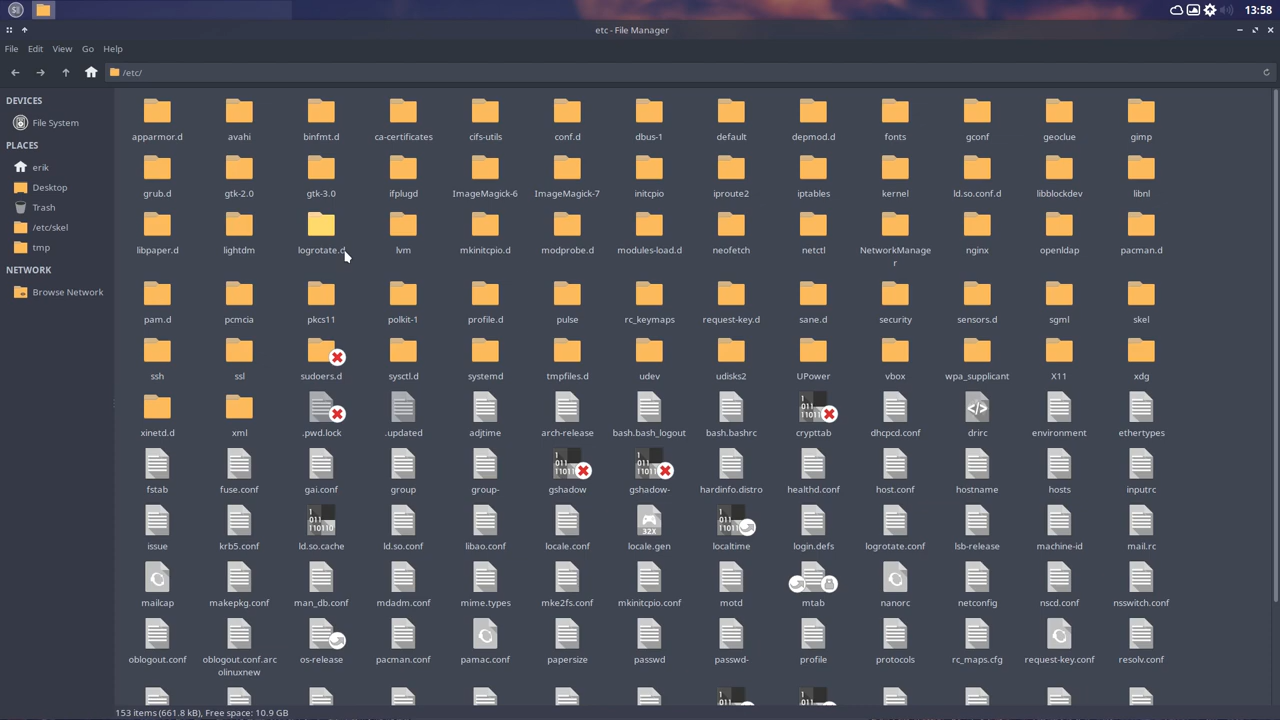 13:58
etc - File Manager
File Edit View Go Help
/etc/
DEVICES
File System
PLACES
erik
Desktop
Trash
/etc/skel
tmp
NETWORK
Browse Network
apparmor.d avahi binfmt.d ca-certificates cifs-utils conf.d dbus-1 default depmod.d fonts gconf geoclue gimp
grub.d gtk-2.0 gtk-3.0 ifplugd ImageMagick-6 ImageMagick-7 initcpio iproute2 iptables kernel ld.so.conf.d libblockdev libnl
libpaper.d lightdm logrotate.d lvm mkinitcpio.d modprobe.d modules-load.d neofetch netctl NetworkManage nginx openldap pacman.d
r
pam.d pcmcia pkcs11 polkit-1 profile.d pulse rc_keymaps request-key.d sane.d security sensors.d sgml skel
ssh ssl sudoers.d sysctl.d systemd tmpfiles.d udev udisks2 UPower vbox wpa_supplicant X11 xdg
xinetd.d xml .pwd.lock .updated adjtime arch-release bash.bash_logout bash.bashrc crypttab dhcpcd.conf drirc environment ethertypes
fstab fuse.conf gai.conf group group- gshadow gshadow- hardinfo.distro healthd.conf host.conf hostname hosts inputrc
issue krb5.conf ld.so.cache ld.so.conf libao.conf locale.conf locale.gen localtime login.defs logrotate.conf lsb-release machine-id mail.rc
mailcap makepkg.conf man_db.conf mdadm.conf mime.types mke2fs.conf mkinitcpio.conf motd mtab nanorc netconfig nscd.conf nsswitch.conf
oblogout.conf oblogout.conf.arc os-release pacman.conf pamac.conf papersize passwd passwd- profile protocols rc_maps.cfg request-key.conf resolv.conf
olinuxnew
153 items (661.8 kB), Free space: 10.9 GB